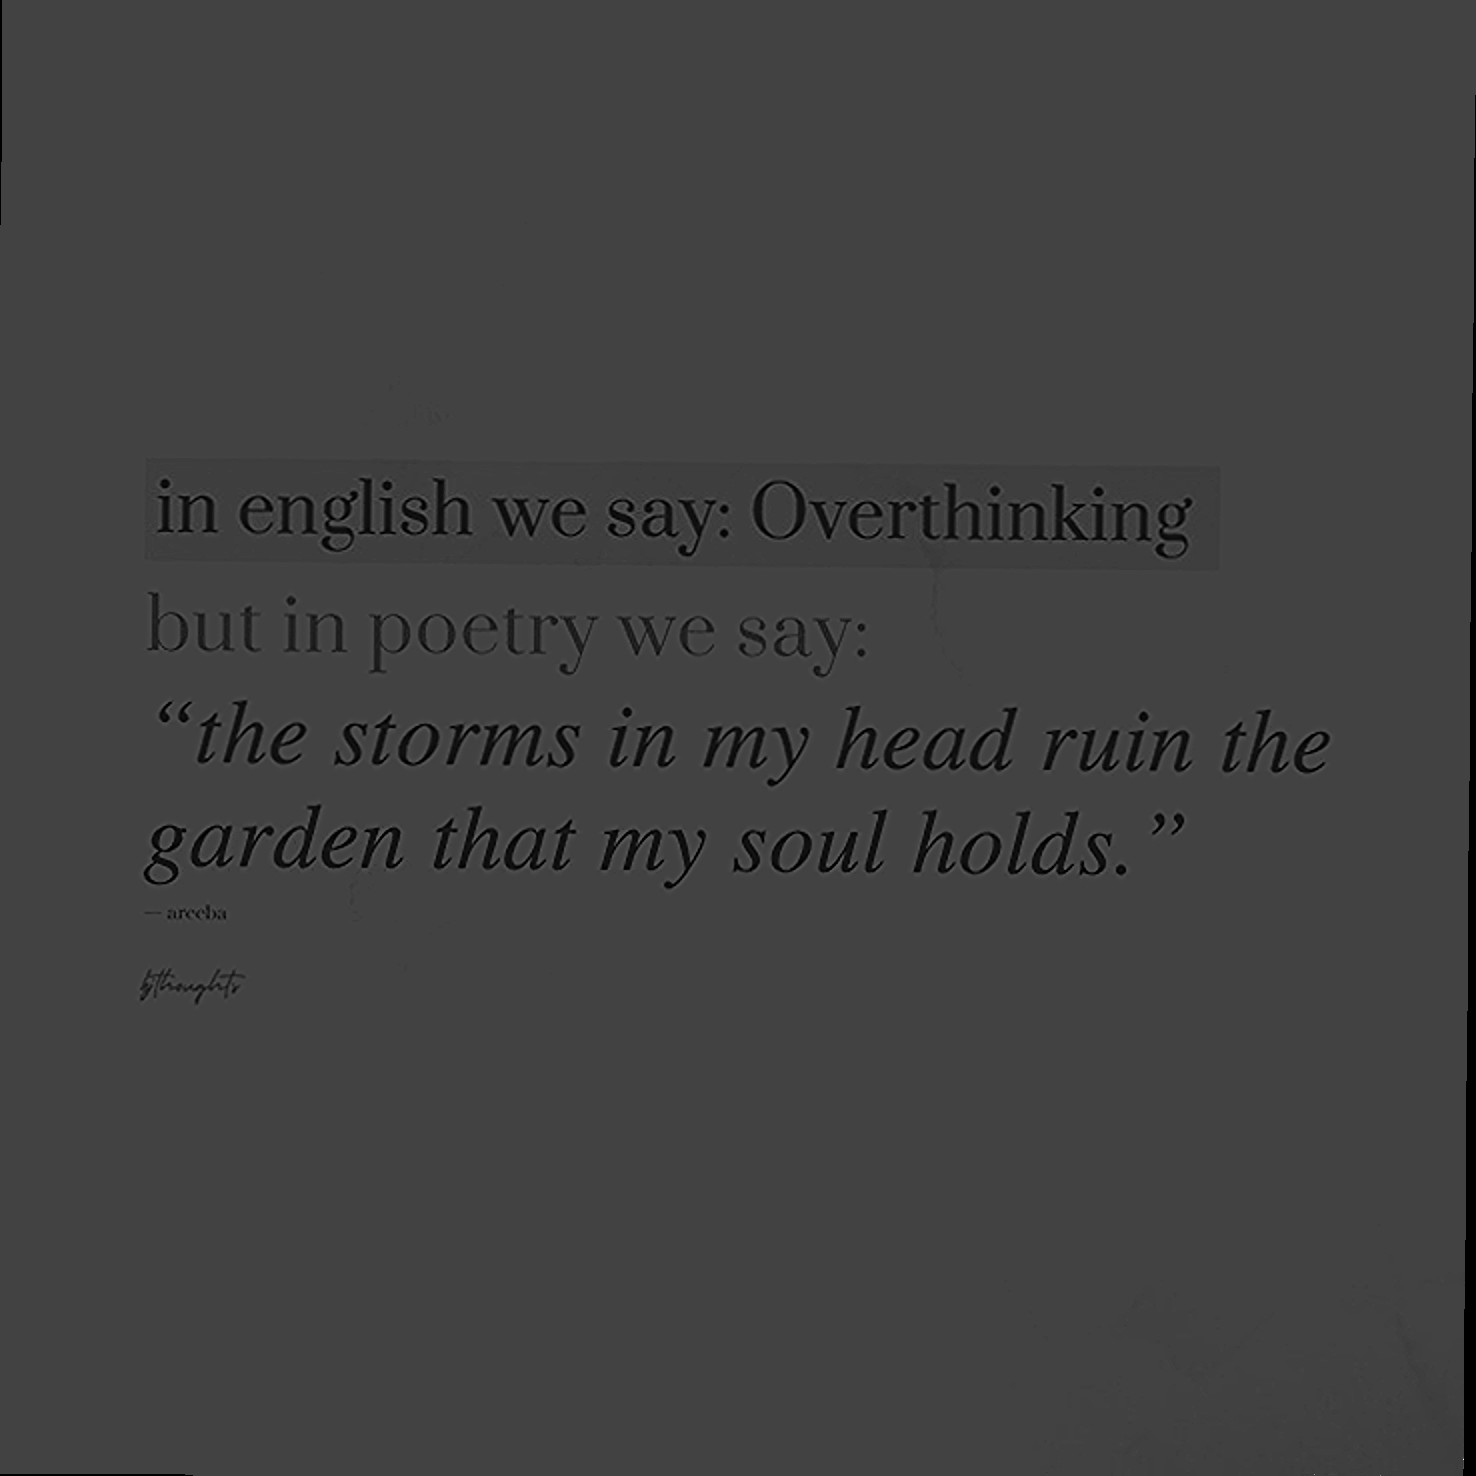 in english we say: Overthinking
but in poetry we say:
“the storms in my head ruin the
garden that my soul holds.”
— areeba
bjthoughts